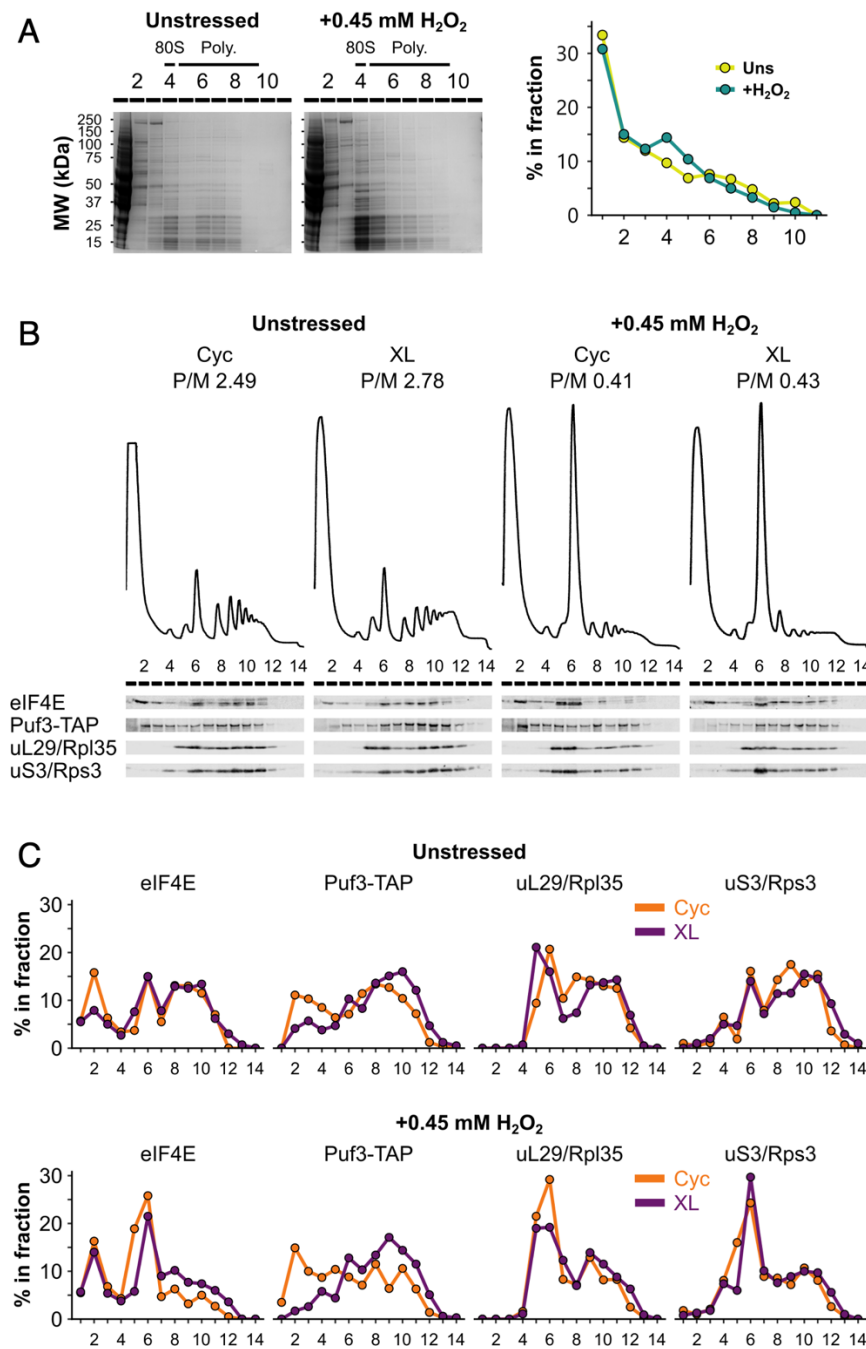 A
Unstressed
+0.45 mM H₂O₂
80S Poly.
80S Poly.
2 4 6 8 10
2 4 6 8 10
MW (kDa)
250
150
100
75
50
37
25
15
% in fraction
30
20
10
0
Uns
+H₂O₂
2 4 6 8 10
B
Unstressed
+0.45 mM H₂O₂
Cyc XL Cyc XL
P/M 2.49 P/M 2.78 P/M 0.41 P/M 0.43
2 4 6 8 10 12 14
2 4 6 8 10 12 14
2 4 6 8 10 12 14
2 4 6 8 10 12 14
eIF4E
Puf3-TAP
uL29/Rpl35
uS3/Rps3
C
Unstressed
eIF4E Puf3-TAP uL29/Rpl35 uS3/Rps3
Cyc
XL
% in fraction
30
20
10
0
2 4 6 8 10 12 14
2 4 6 8 10 12 14
2 4 6 8 10 12 14
2 4 6 8 10 12 14
+0.45 mM H₂O₂
eIF4E Puf3-TAP uL29/Rpl35 uS3/Rps3
Cyc
XL
% in fraction
30
20
10
0
2 4 6 8 10 12 14
2 4 6 8 10 12 14
2 4 6 8 10 12 14
2 4 6 8 10 12 14